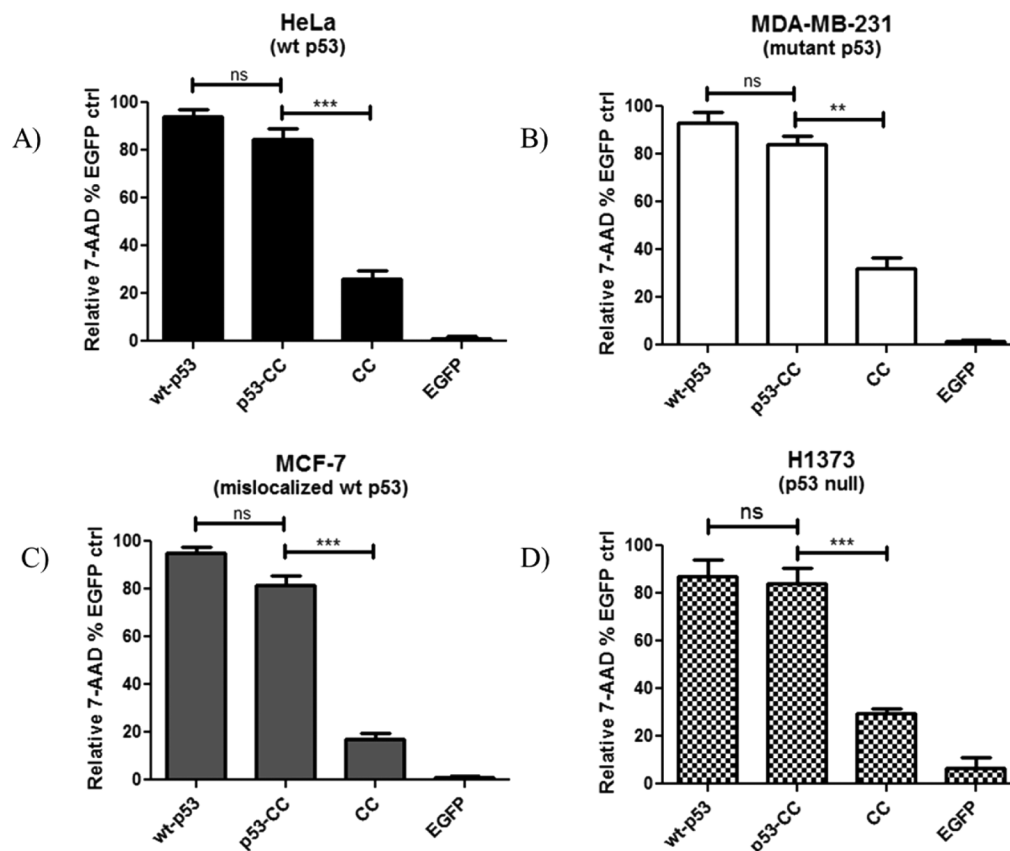 HeLa
(wt p53)
A)
ns
***
Relative 7-AAD % EGFP ctrl
100
80
60
40
20
0
wt-p53
p53-CC
CC
EGFP
MDA-MB-231
(mutant p53)
B)
ns
**
Relative 7-AAD % EGFP ctrl
100
80
60
40
20
0
wt-p53
p53-CC
CC
EGFP
MCF-7
(mislocalized wt p53)
C)
ns
***
Relative 7-AAD % EGFP ctrl
100
80
60
40
20
0
wt-p53
p53-CC
CC
EGFP
H1373
(p53 null)
D)
ns
***
Relative 7-AAD % EGFP ctrl
100
80
60
40
20
0
wt-p53
p53-CC
CC
EGFP